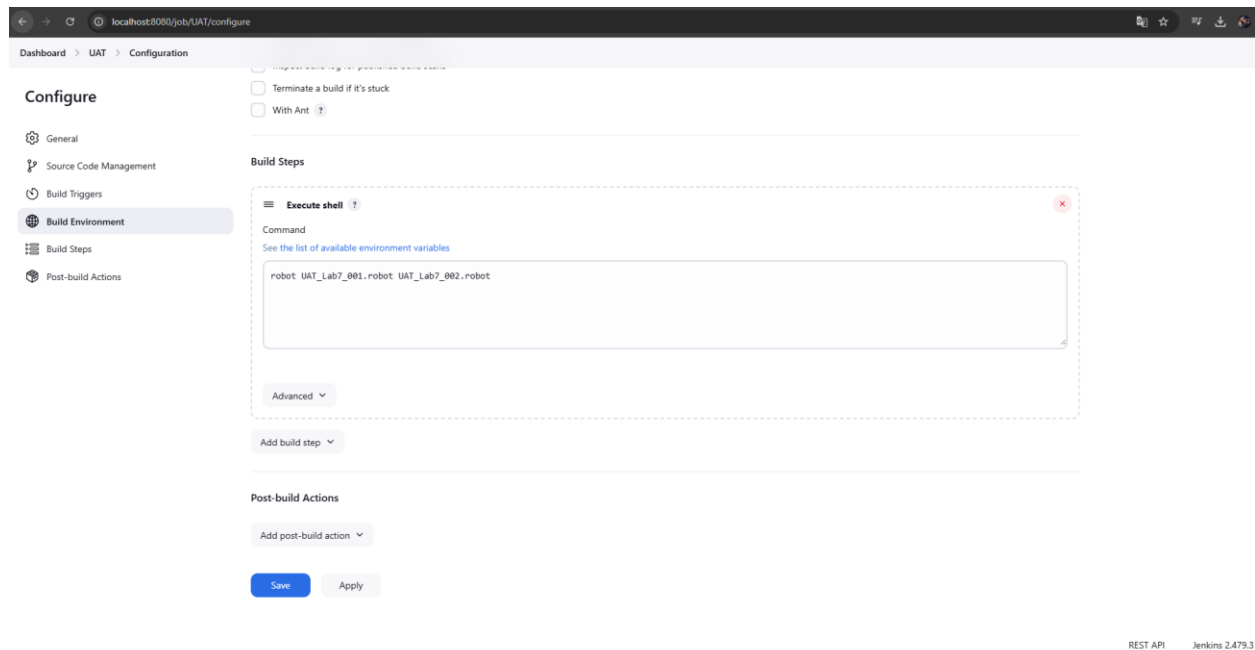 localhost:8080/job/UAT/configure
Dashboard > UAT > Configuration
Configure
General
Source Code Management
Build Triggers
Build Environment
Build Steps
Post-build Actions
Terminate a build if it's stuck
With Ant ?
Build Steps
Execute shell ?
Command
See the list of available environment variables
robot UAT_Lab7_001.robot UAT_Lab7_002.robot
Advanced
Add build step
Post-build Actions
Add post-build action
Save Apply
REST API Jenkins 2.479.3